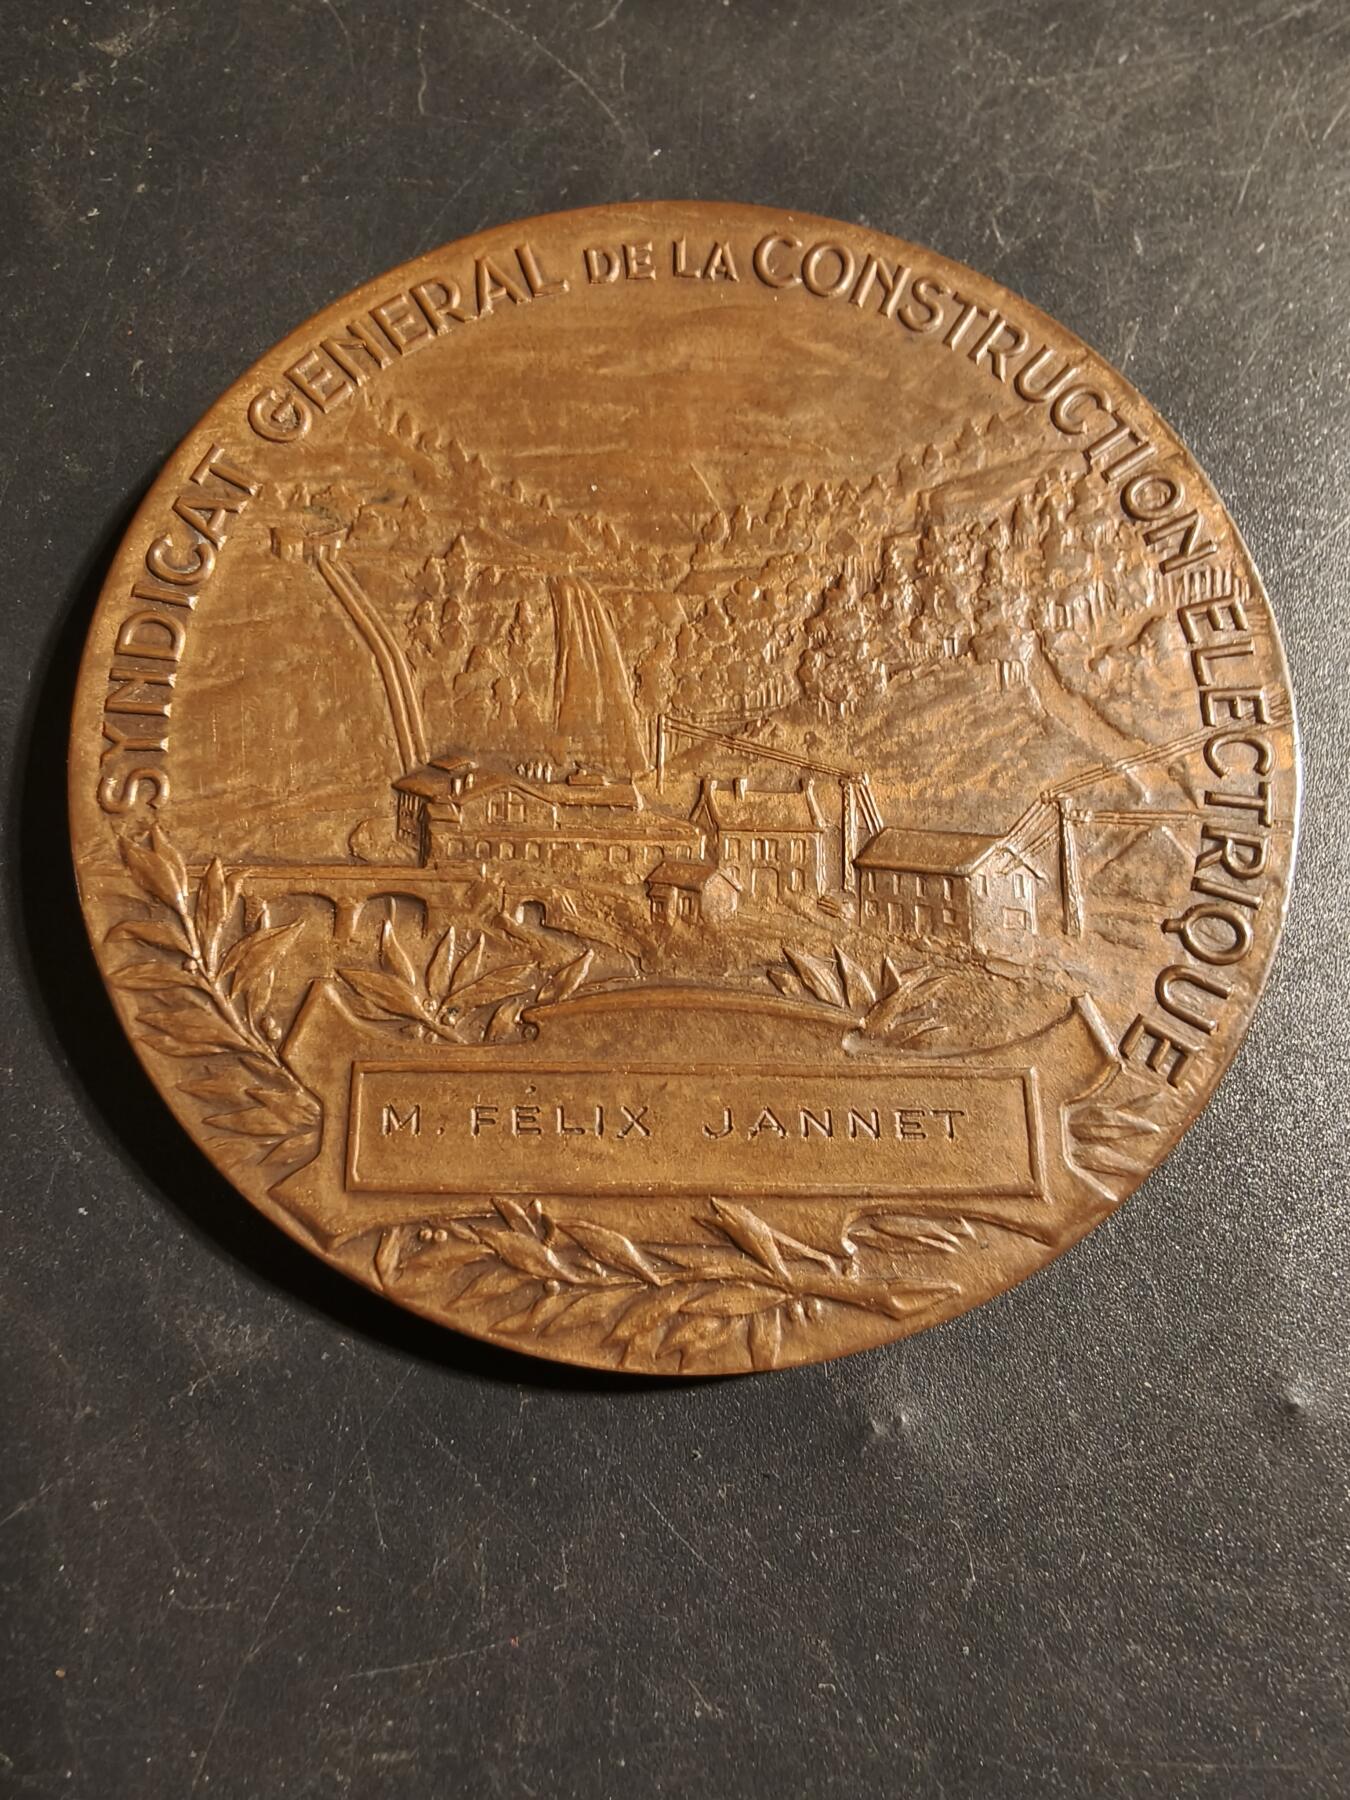 SYNDICAT GENERAL DE LA CONSTRUCTION ELECTRIQUE
M. FÉLIX JANNET